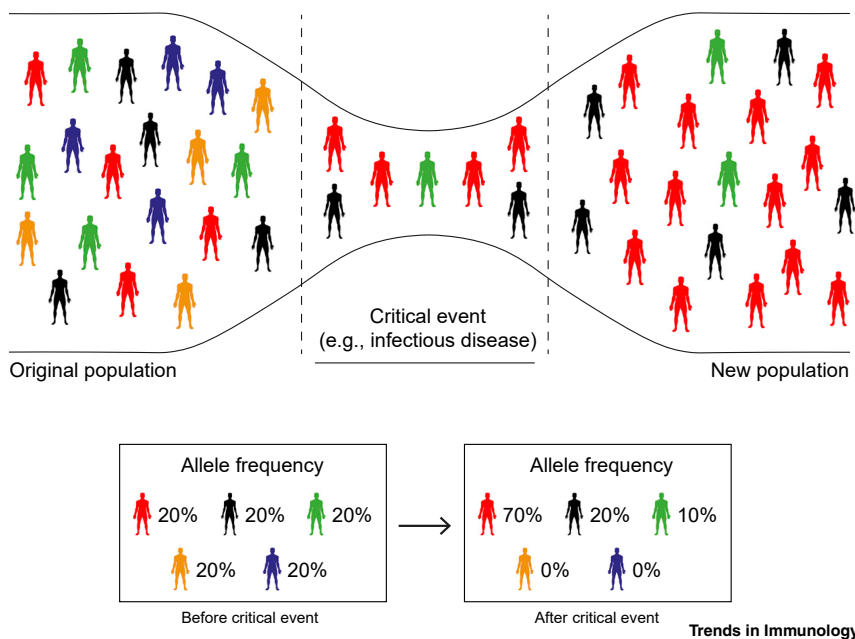 Critical event
(e.g., infectious disease)
Original population
New population
Allele frequency
20% 20% 20%
20% 20%
Before critical event
Allele frequency
70% 20% 10%
0% 0%
After critical event
Trends in Immunology